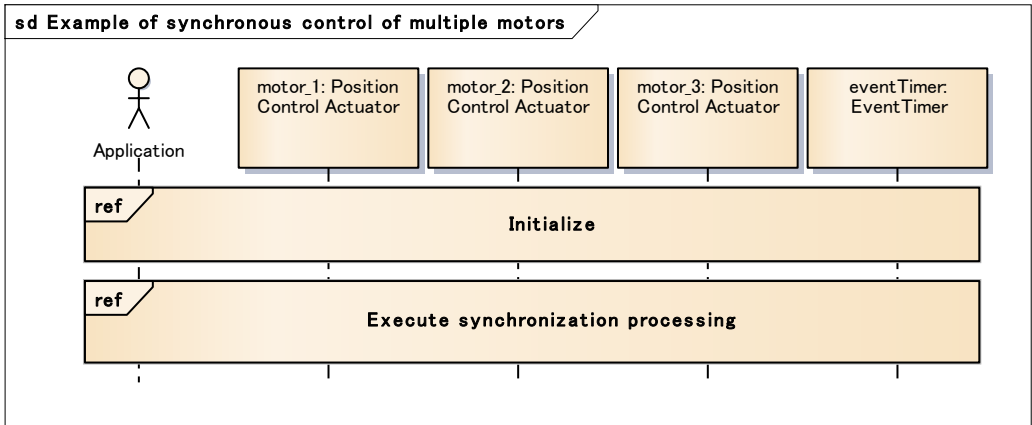 sd Example of synchronous control of multiple motors
Application
motor_1: Position
Control Actuator
motor_2: Position
Control Actuator
motor_3: Position
Control Actuator
eventTimer:
EventTimer
ref
Initialize
ref
Execute synchronization processing